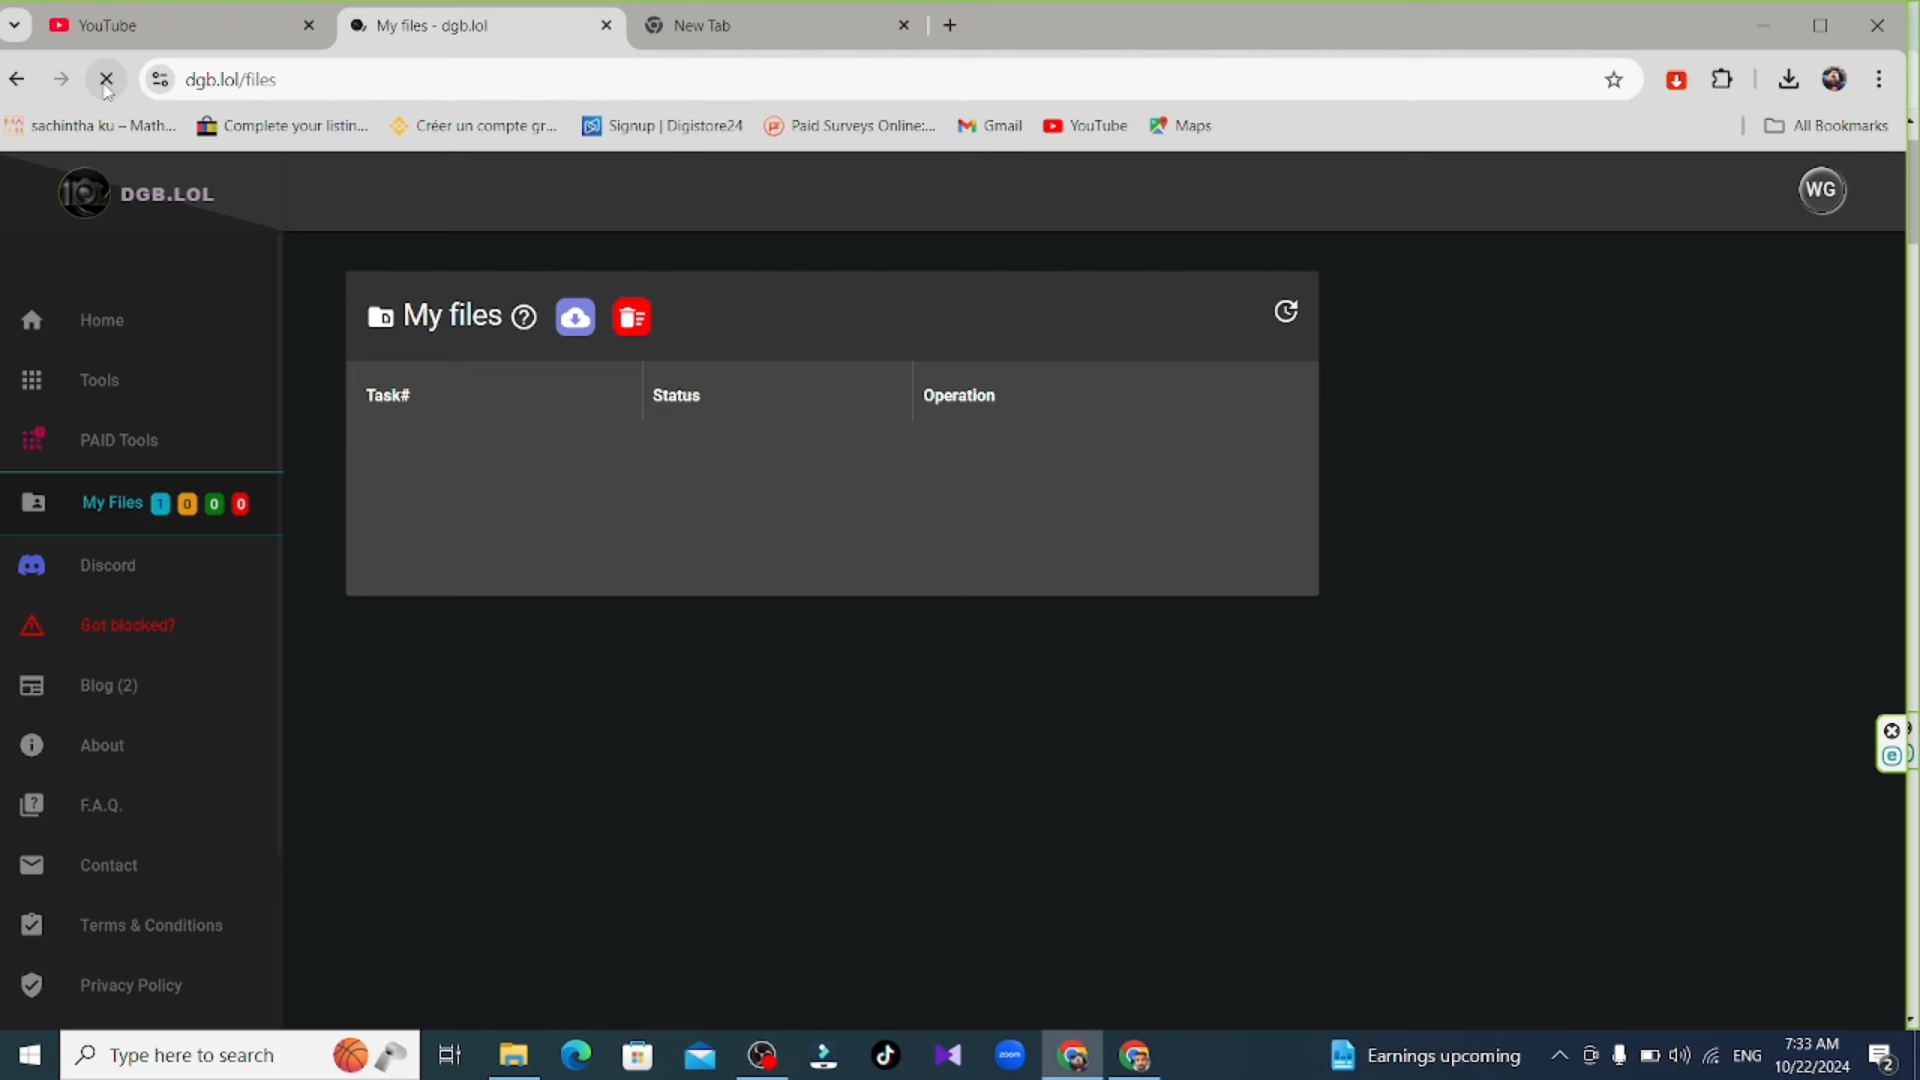 YouTube
My files - dgb.lol
New Tab
dgb.lol/files
sachintha ku – Math...
Complete your listin...
Créer un compte gr...
Signup | Digistore24
Paid Surveys Online:...
Gmail
YouTube
Maps
All Bookmarks
DGB.LOL
WG
Home
Tools
PAID Tools
My Files 1 0 0 0
Discord
Got blocked?
Blog (2)
About
F.A.Q.
Contact
Terms & Conditions
Privacy Policy
My files
Task#
Status
Operation
Type here to search
zoom
Earnings upcoming
ENG
7:33 AM
10/22/2024
2